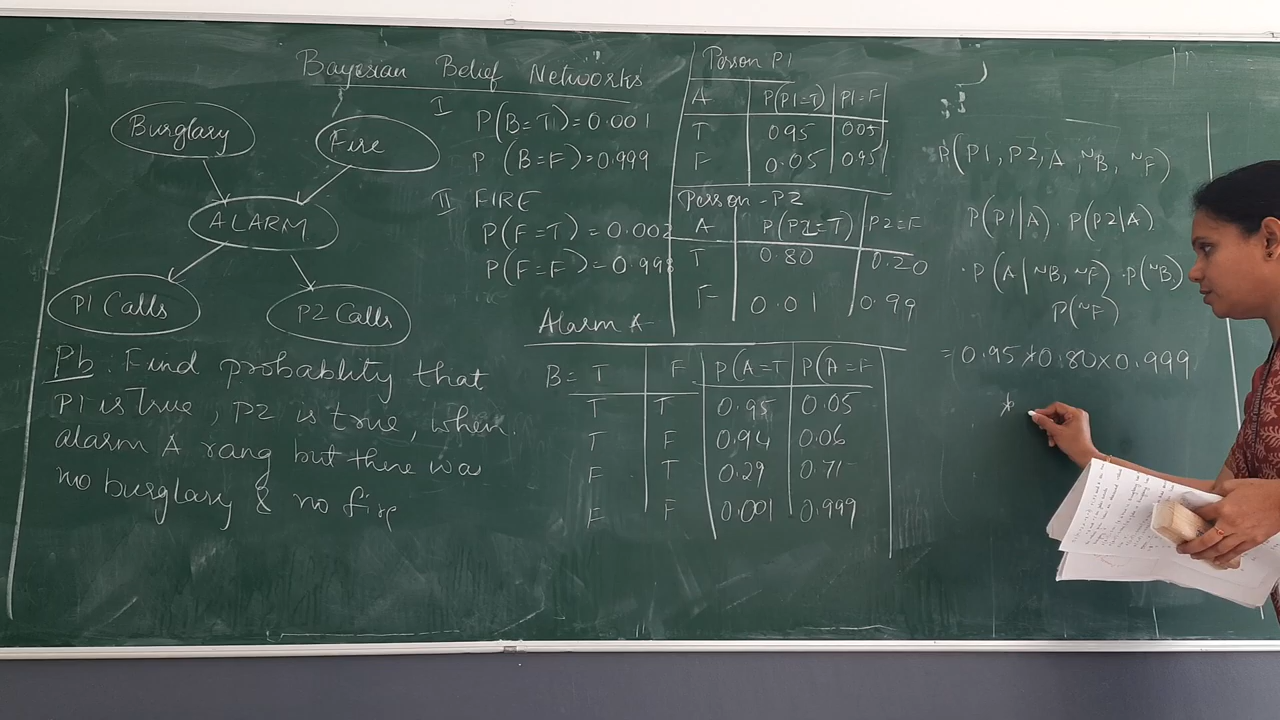 Bayesian Belief Networks
Burglary
Fire
ALARM
P1 Calls
P2 Calls
I
P(B=T)=0.001
P (B=F)=0.999
II FIRE
P(F=T)=0.002
P(F=F)=0.998
Pb: Find probablity that
P1 is True, P2 is true, when
alarm A rang but there was
no burglary & no fire
Person P1
A P(P1=T) P1=F
T 0.95 0.05
F 0.05 0.95
Person - P2
A P(P2=T) P2=F
T 0.80 0.20
F 0.01 0.99
Alarm A
B= T F P(A=T P(A=F
T T 0.95 0.05
T F 0.94 0.06
F T 0.29 0.71
F F 0.001 0.999
P(P1, P2, A, ~B, ~F)
P(P1|A) · P(P2|A)
· P(A|~B, ~F) · P(~B)
P(~F)
= 0.95 * 0.80 x 0.999
*